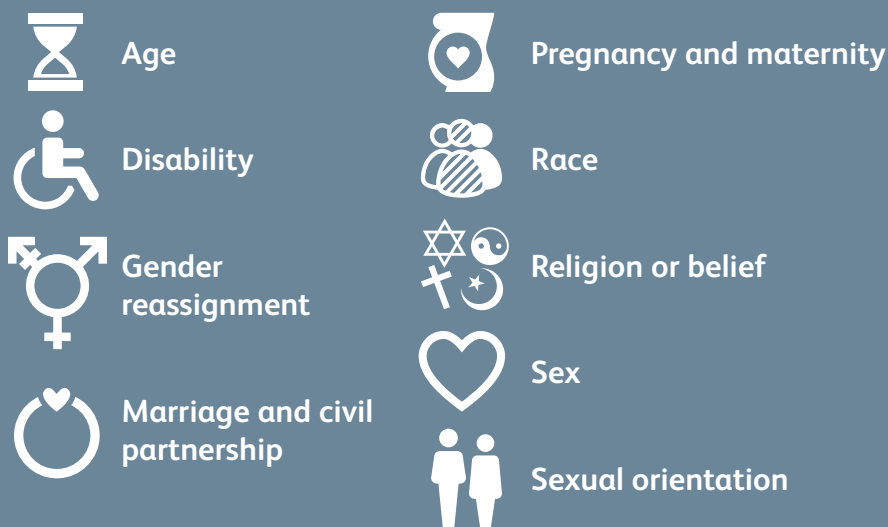 Age
Disability
Gender
reassignment
Marriage and civil
partnership
Pregnancy and maternity
Race
Religion or belief
Sex
Sexual orientation